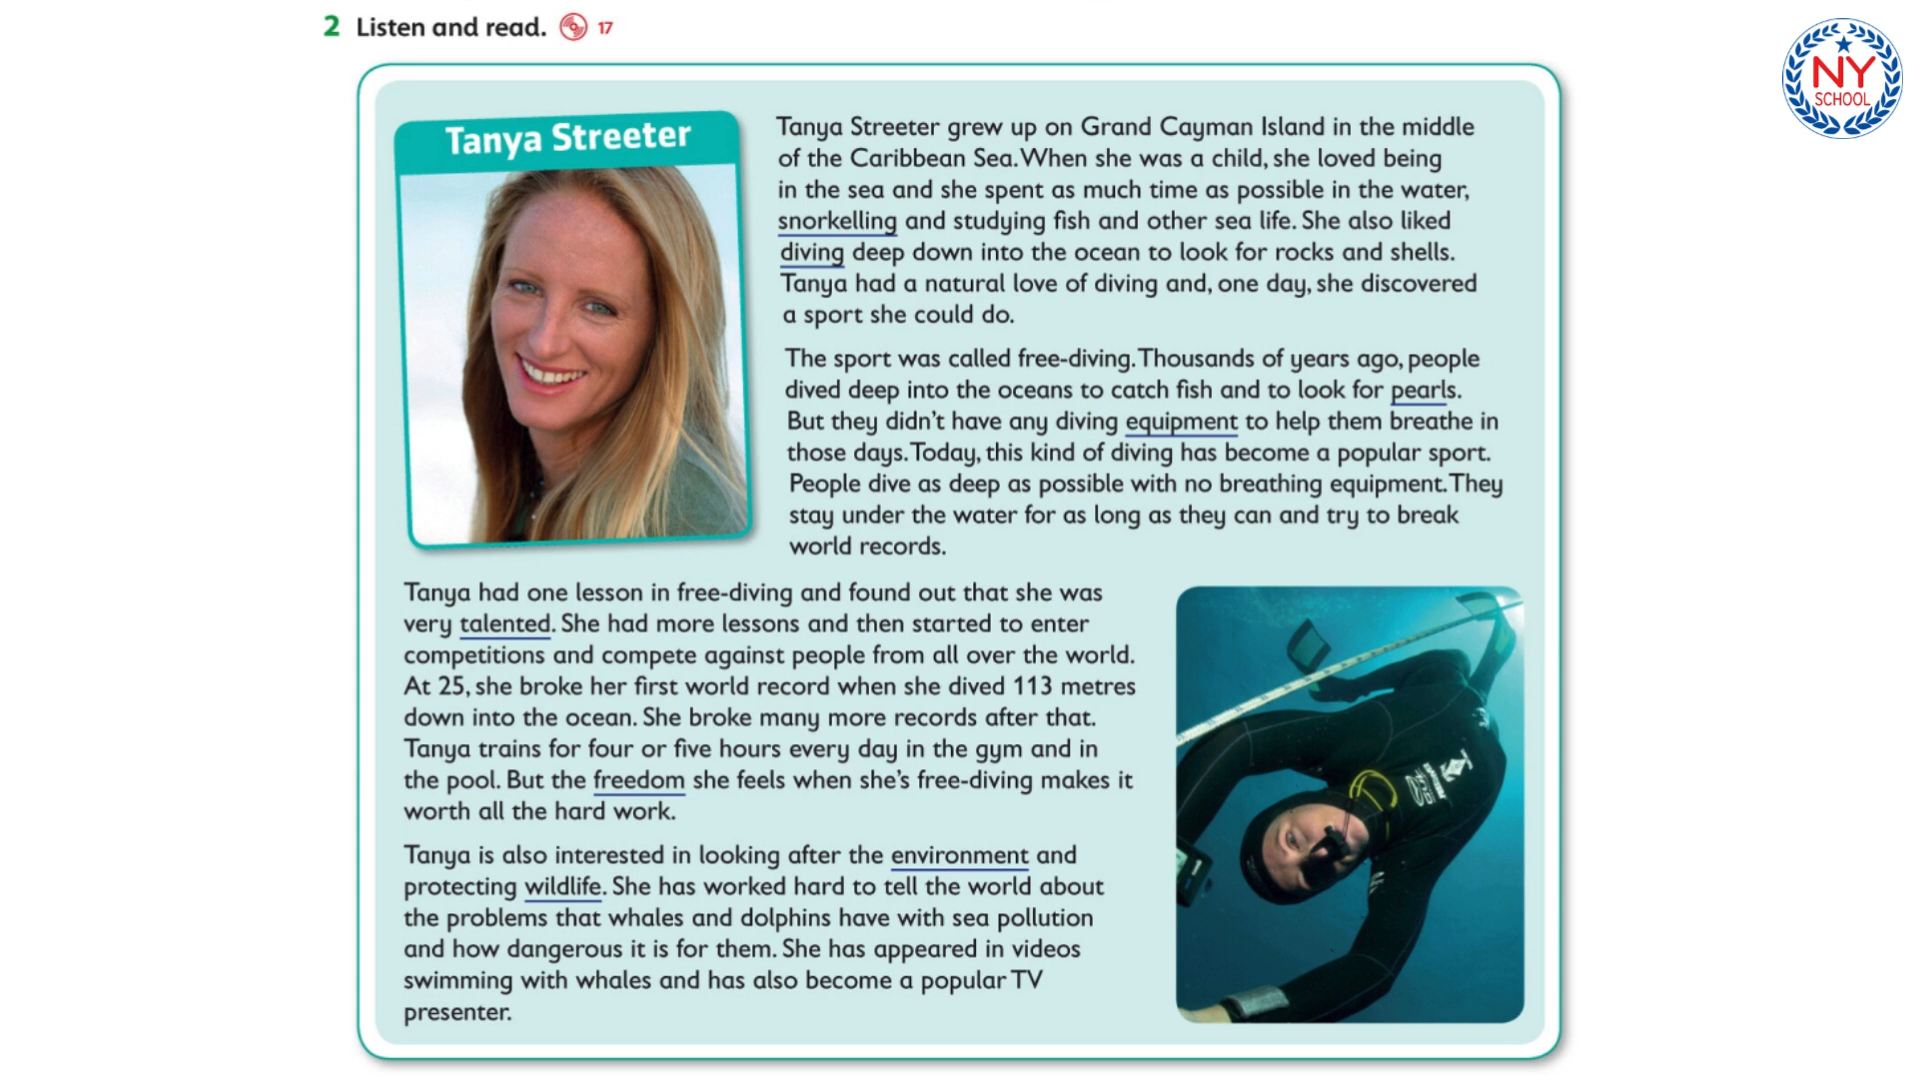 2 Listen and read. 17
NY
SCHOOL
Tanya Streeter
Tanya Streeter grew up on Grand Cayman Island in the middle
of the Caribbean Sea. When she was a child, she loved being
in the sea and she spent as much time as possible in the water,
snorkelling and studying fish and other sea life. She also liked
diving deep down into the ocean to look for rocks and shells.
Tanya had a natural love of diving and, one day, she discovered
a sport she could do.
The sport was called free-diving. Thousands of years ago, people
dived deep into the oceans to catch fish and to look for pearls.
But they didn't have any diving equipment to help them breathe in
those days. Today, this kind of diving has become a popular sport.
People dive as deep as possible with no breathing equipment. They
stay under the water for as long as they can and try to break
world records.
Tanya had one lesson in free-diving and found out that she was
very talented. She had more lessons and then started to enter
competitions and compete against people from all over the world.
At 25, she broke her first world record when she dived 113 metres
down into the ocean. She broke many more records after that.
Tanya trains for four or five hours every day in the gym and in
the pool. But the freedom she feels when she's free-diving makes it
worth all the hard work.
Tanya is also interested in looking after the environment and
protecting wildlife. She has worked hard to tell the world about
the problems that whales and dolphins have with sea pollution
and how dangerous it is for them. She has appeared in videos
swimming with whales and has also become a popular TV
presenter.